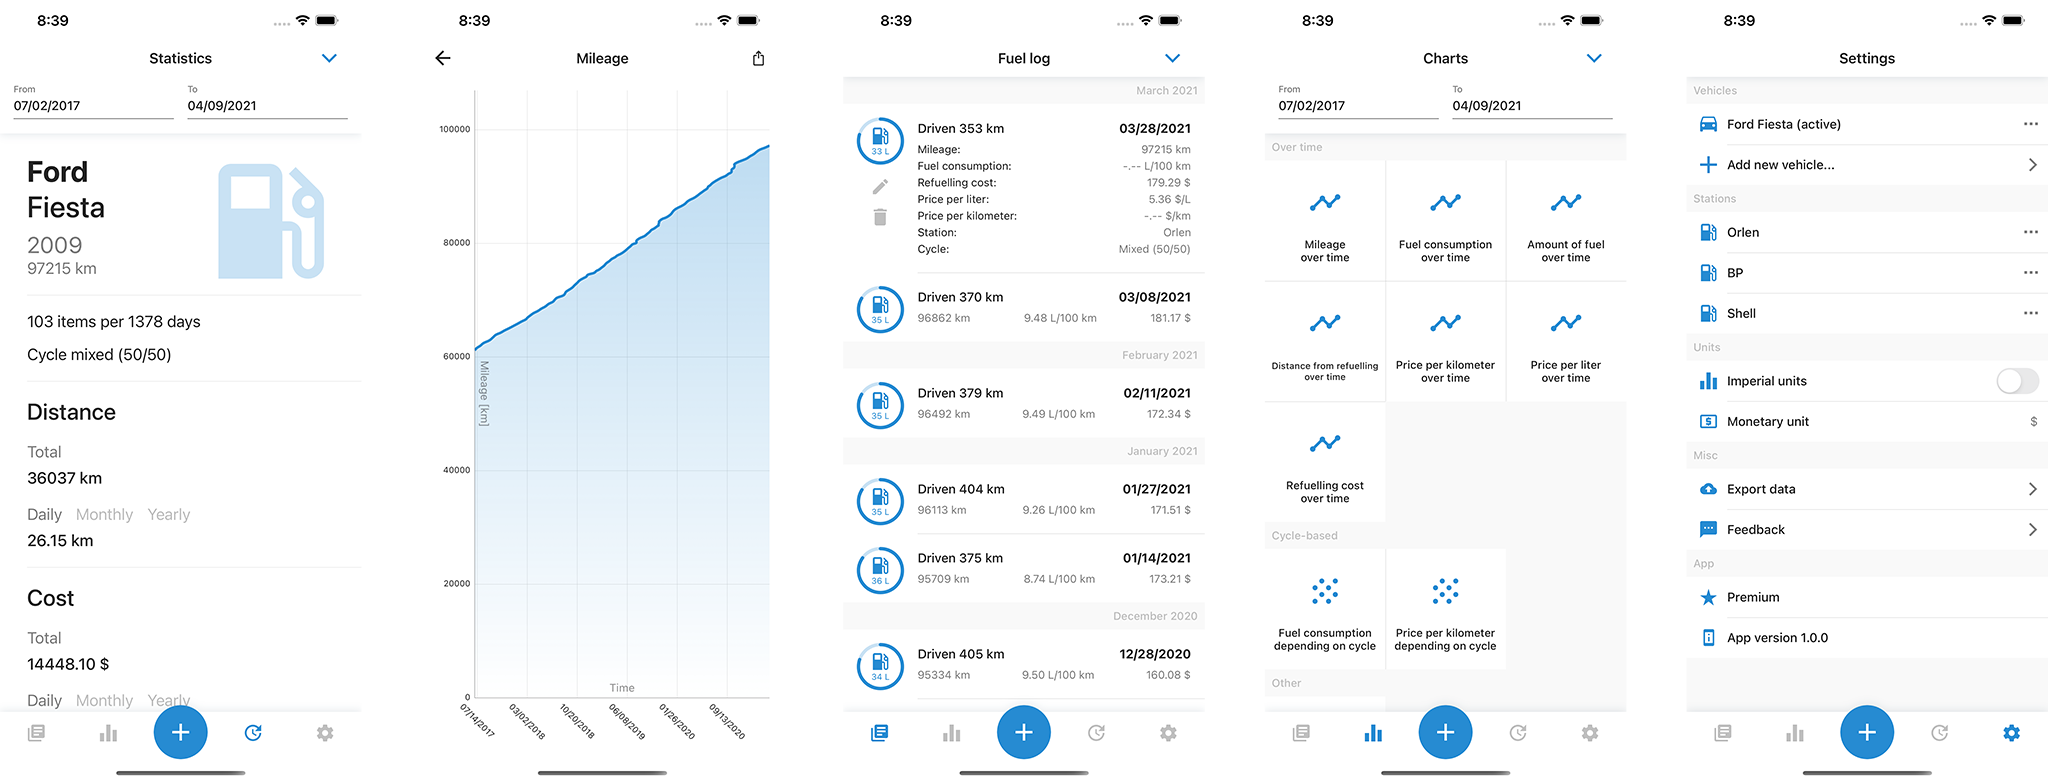 8:39
Statistics
From
To
07/02/2017
04/09/2021
Ford
Fiesta
2009
97215 km
103 items per 1378 days
Cycle mixed (50/50)
Distance
Total
36037 km
Daily Monthly Yearly
26.15 km
Cost
Total
14448.10 $
Daily Monthly Yearly
8:39
Mileage
100000
80000
60000
40000
20000
0
Mileage [km]
Time
07/14/2017
03/02/2018
10/20/2018
06/08/2019
01/26/2020
09/13/2020
8:39
Fuel log
March 2021
33 L
Driven 353 km 03/28/2021
Mileage: 97215 km
Fuel consumption: -.-- L/100 km
Refuelling cost: 179.29 $
Price per liter: 5.36 $/L
Price per kilometer: -.-- $/km
Station: Orlen
Cycle: Mixed (50/50)
35 L
Driven 370 km 03/08/2021
96862 km 9.48 L/100 km 181.17 $
February 2021
35 L
Driven 379 km 02/11/2021
96492 km 9.49 L/100 km 172.34 $
January 2021
35 L
Driven 404 km 01/27/2021
96113 km 9.26 L/100 km 171.51 $
36 L
Driven 375 km 01/14/2021
95709 km 8.74 L/100 km 173.21 $
December 2020
34 L
Driven 405 km 12/28/2020
95334 km 9.50 L/100 km 160.08 $
8:39
Charts
From
To
07/02/2017
04/09/2021
Over time
Mileage
over time
Fuel consumption
over time
Amount of fuel
over time
Distance from refuelling
over time
Price per kilometer
over time
Price per liter
over time
Refuelling cost
over time
Cycle-based
Fuel consumption
depending on cycle
Price per kilometer
depending on cycle
Other
8:39
Settings
Vehicles
Ford Fiesta (active)
Add new vehicle...
Stations
Orlen
BP
Shell
Units
Imperial units
Monetary unit $
Misc
Export data
Feedback
App
Premium
App version 1.0.0